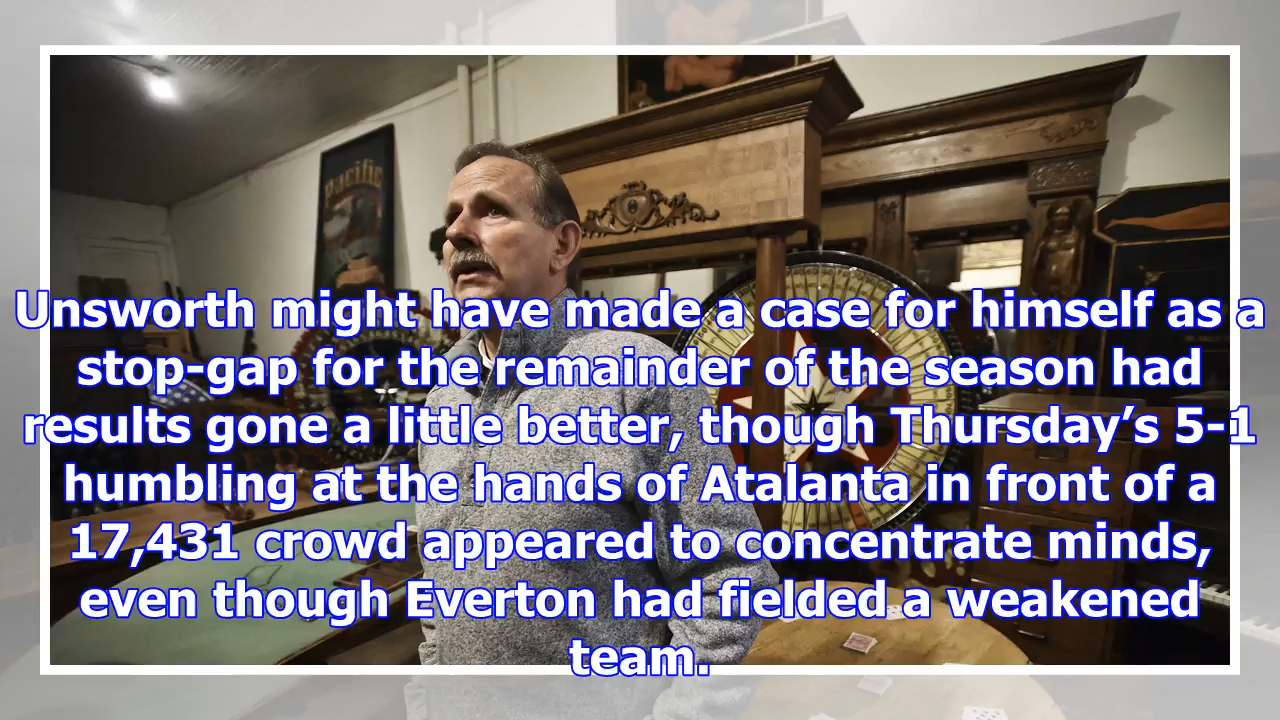 Pacific
Unsworth might have made a case for himself as a
stop-gap for the remainder of the season had
results gone a little better, though Thursday’s 5-1
humbling at the hands of Atalanta in front of a
17,431 crowd appeared to concentrate minds,
even though Everton had fielded a weakened
team.